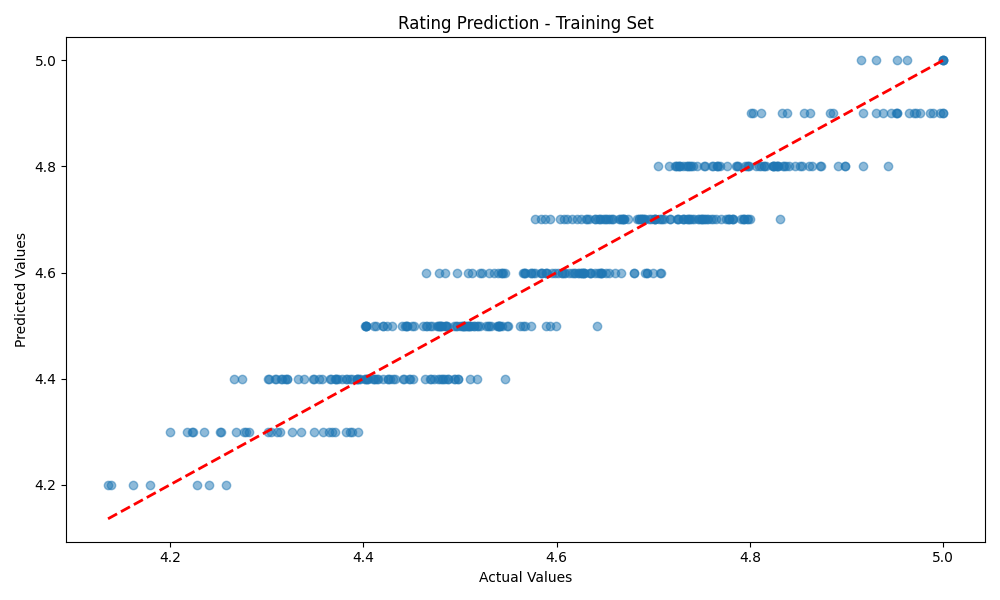 Rating Prediction - Training Set
Predicted Values
5.0
4.8
4.6
4.4
4.2
4.2 4.4 4.6 4.8 5.0
Actual Values